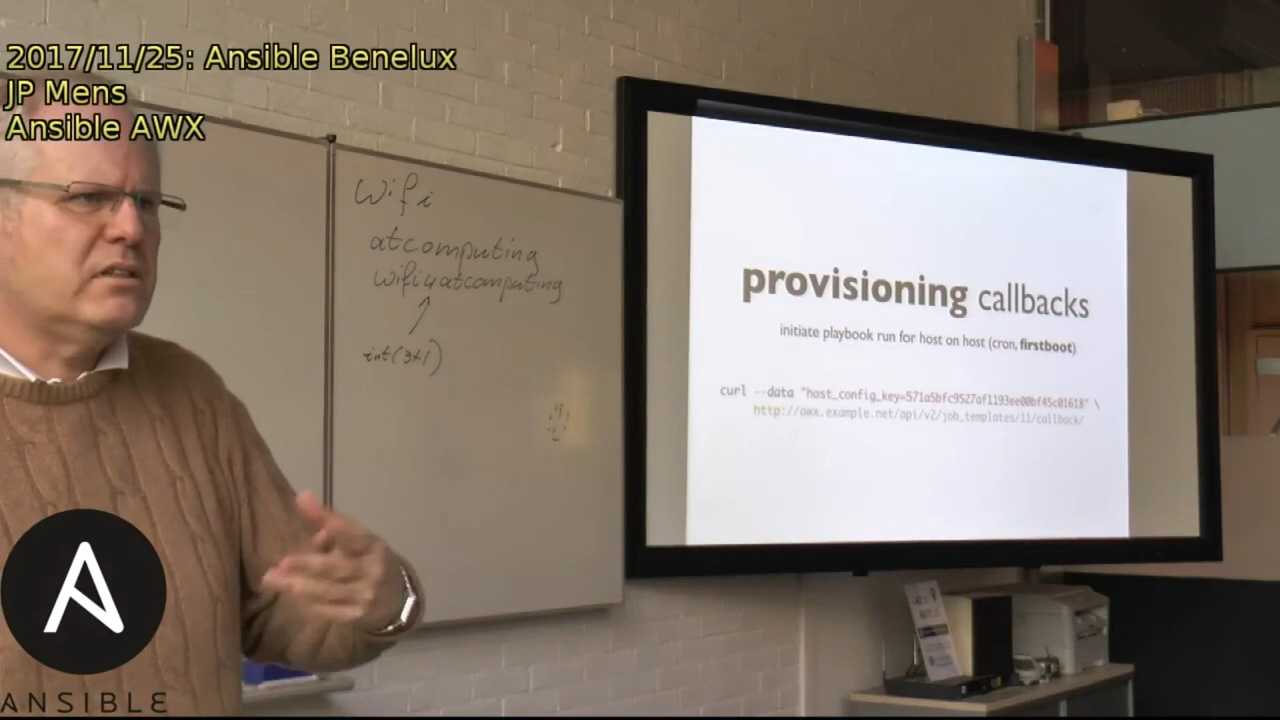 2017/11/25: Ansible Benelux
JP Mens
Ansible AWX
wifi
atcomputing
wifi4atcomputing
int(3*1)
provisioning callbacks
initiate playbook run for host on host (cron, firstboot)
curl --data "host_config_key=571a5bfc9527af1193ee00bf45c01618" \
http://awx.example.net/api/v2/job_templates/11/callback/
ANSIBLE